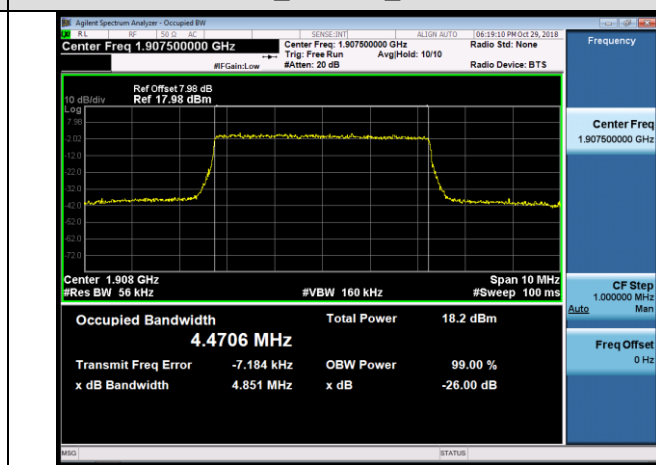 Agilent Spectrum Analyzer - Occupied BW
RL RF 50 Ω AC SENSE:INT ALIGN AUTO 06:19:10 PM Oct 29, 2018
Center Freq 1.907500000 GHz Center Freq: 1.907500000 GHz Radio Std: None Frequency
Trig: Free Run Avg|Hold: 10/10
#IFGain:Low #Atten: 20 dB Radio Device: BTS
Ref Offset 7.98 dB
10 dB/div Ref 17.98 dBm
Log
7.98
-2.02
-12.0
-22.0
-32.0
-42.0
-52.0
-62.0
-72.0
Center Freq
1.907500000 GHz
Center 1.908 GHz Span 10 MHz
#Res BW 56 kHz #VBW 160 kHz #Sweep 100 ms
CF Step
1.000000 MHz
Auto Man
Occupied Bandwidth Total Power 18.2 dBm
4.4706 MHz
Freq Offset
0 Hz
Transmit Freq Error -7.184 kHz OBW Power 99.00 %
x dB Bandwidth 4.851 MHz x dB -26.00 dB
MSG STATUS